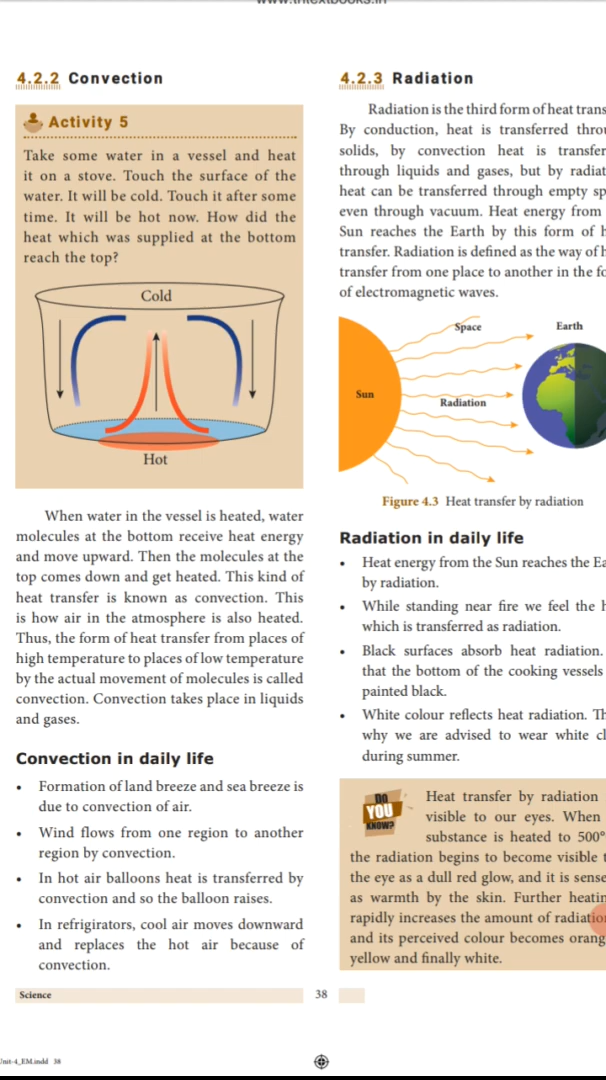 4.2.2 Convection
Activity 5
Take some water in a vessel and heat
it on a stove. Touch the surface of the
water. It will be cold. Touch it after some
time. It will be hot now. How did the
heat which was supplied at the bottom
reach the top?
Cold
Hot
When water in the vessel is heated, water
molecules at the bottom receive heat energy
and move upward. Then the molecules at the
top comes down and get heated. This kind of
heat transfer is known as convection. This
is how air in the atmosphere is also heated.
Thus, the form of heat transfer from places of
high temperature to places of low temperature
by the actual movement of molecules is called
convection. Convection takes place in liquids
and gases.
Convection in daily life
• Formation of land breeze and sea breeze is
due to convection of air.
• Wind flows from one region to another
region by convection.
• In hot air balloons heat is transferred by
convection and so the balloon raises.
• In refrigirators, cool air moves downward
and replaces the hot air because of
convection.
4.2.3 Radiation
Radiation is the third form of heat trans
By conduction, heat is transferred throu
solids, by convection heat is transfer
through liquids and gases, but by radiat
heat can be transferred through empty sp
even through vacuum. Heat energy from
Sun reaches the Earth by this form of h
transfer. Radiation is defined as the way of h
transfer from one place to another in the fo
of electromagnetic waves.
Space
Earth
Sun
Radiation
Figure 4.3 Heat transfer by radiation
Radiation in daily life
• Heat energy from the Sun reaches the Ea
by radiation.
• While standing near fire we feel the h
which is transferred as radiation.
• Black surfaces absorb heat radiation.
that the bottom of the cooking vessels
painted black.
• White colour reflects heat radiation. Th
why we are advised to wear white cl
during summer.
DO
YOU
KNOW?
Heat transfer by radiation
visible to our eyes. When
substance is heated to 500°
the radiation begins to become visible t
the eye as a dull red glow, and it is sense
as warmth by the skin. Further heatin
rapidly increases the amount of radiation
and its perceived colour becomes orang
yellow and finally white.
Science
38
Unit-4_EM.indd 38